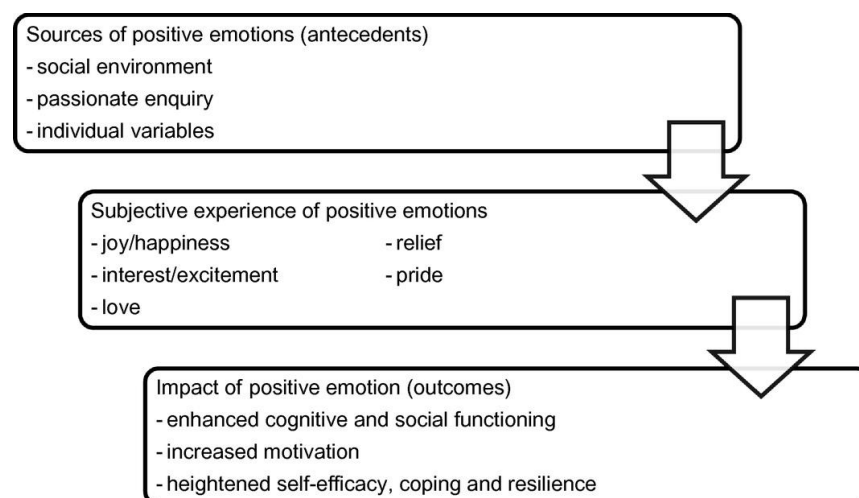 Sources of positive emotions (antecedents)
- social environment
- passionate enquiry
- individual variables
Subjective experience of positive emotions
- joy/happiness
- relief
- interest/excitement
- pride
- love
Impact of positive emotion (outcomes)
- enhanced cognitive and social functioning
- increased motivation
- heightened self-efficacy, coping and resilience